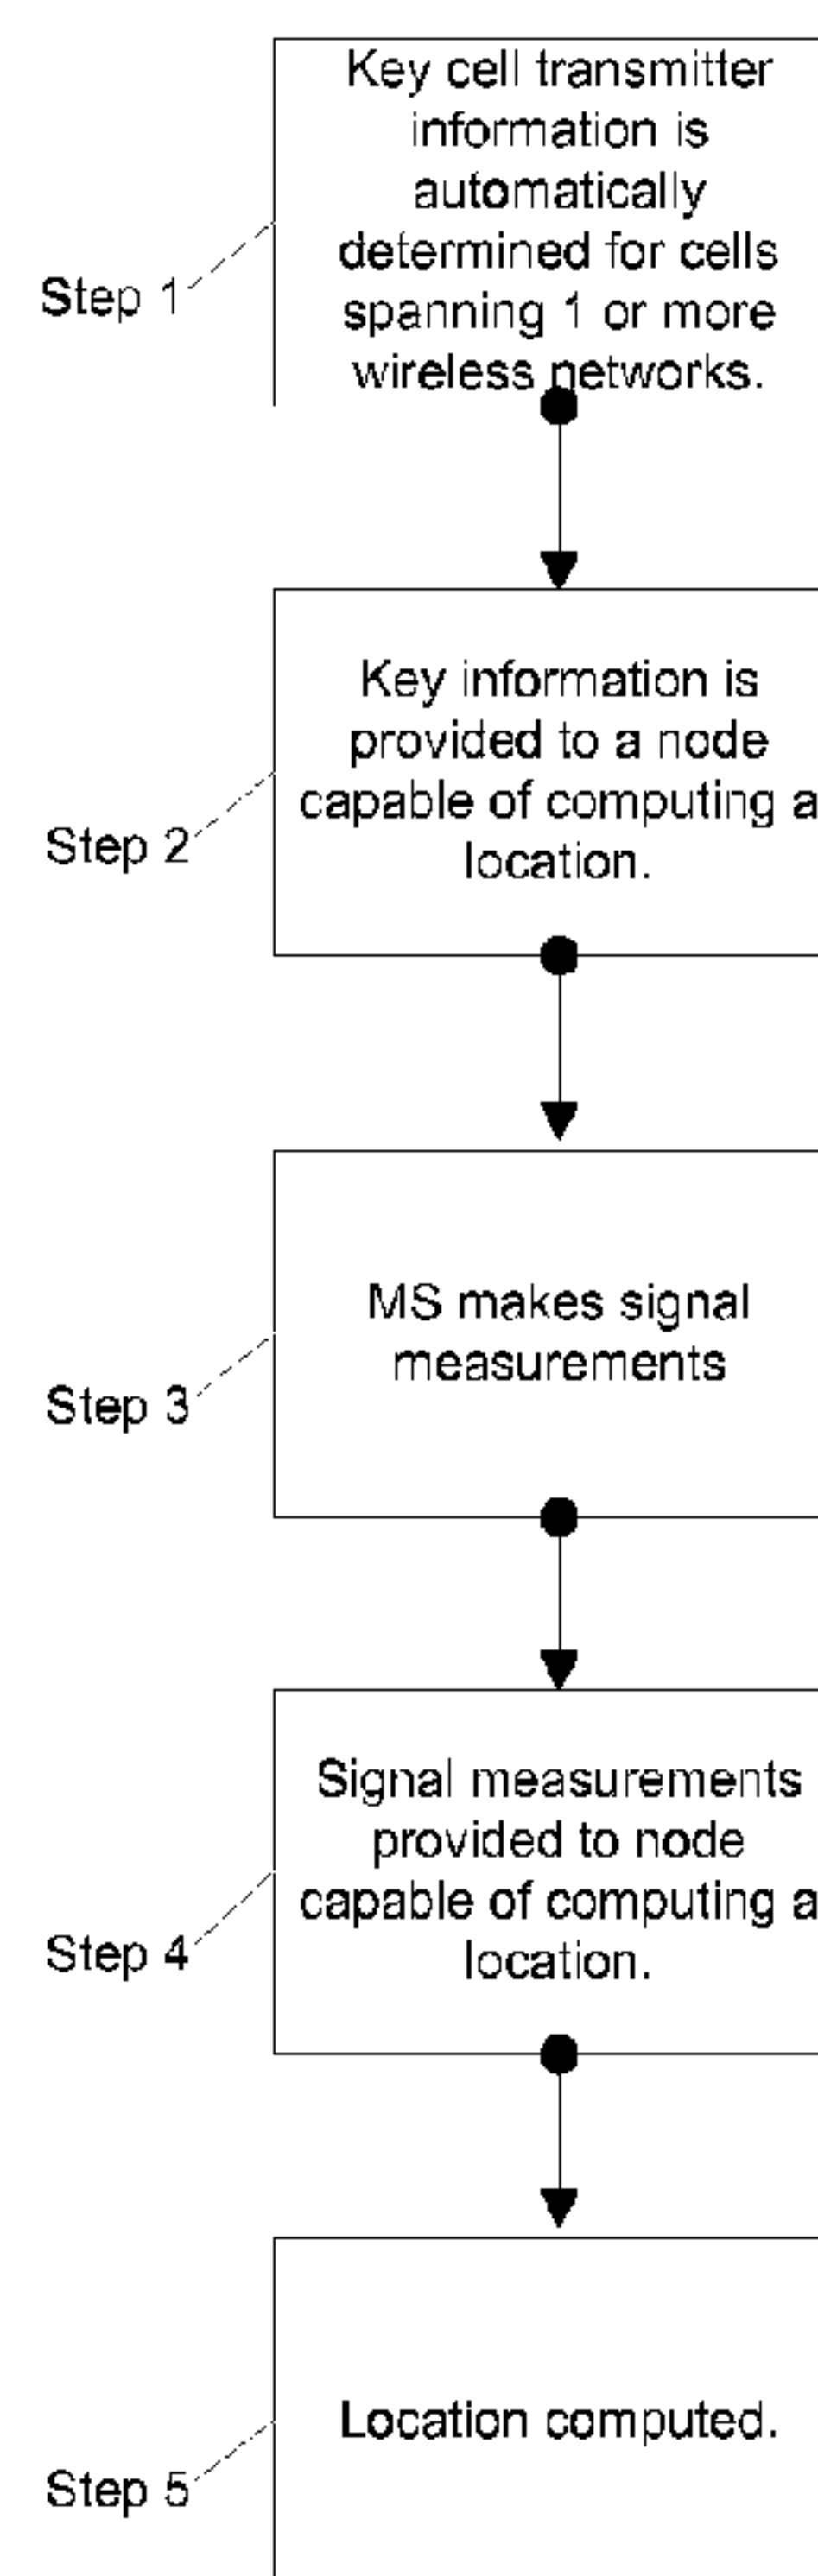 Key cell transmitter
information is
automatically
determined for cells
spanning 1 or more
wireless networks.
Step 1
Key information is
provided to a node
capable of computing a
location.
Step 2
MS makes signal
measurements
Step 3
Signal measurements
provided to node
capable of computing a
location.
Step 4
Location computed.
Step 5